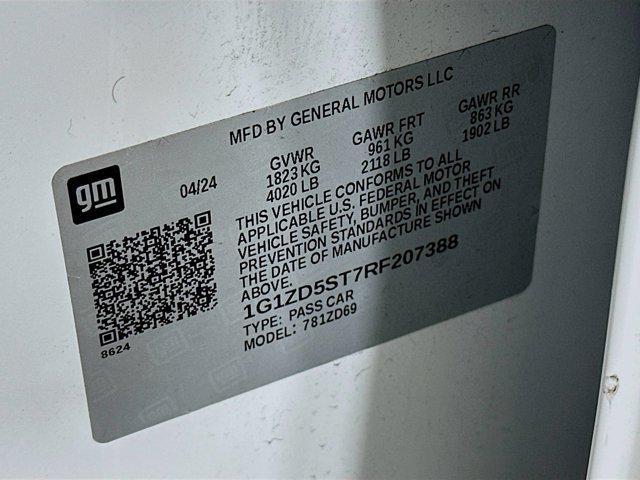 MFD BY GENERAL MOTORS LLC
gm
04/24
GVWR GAWR FRT GAWR RR
1823 KG 961 KG 863 KG
4020 LB 2118 LB 1902 LB
THIS VEHICLE CONFORMS TO ALL
APPLICABLE U.S. FEDERAL MOTOR
VEHICLE SAFETY, BUMPER, AND THEFT
PREVENTION STANDARDS IN EFFECT ON
THE DATE OF MANUFACTURE SHOWN
ABOVE.
1G1ZD5ST7RF207388
TYPE: PASS CAR
MODEL: 781ZD69
8624